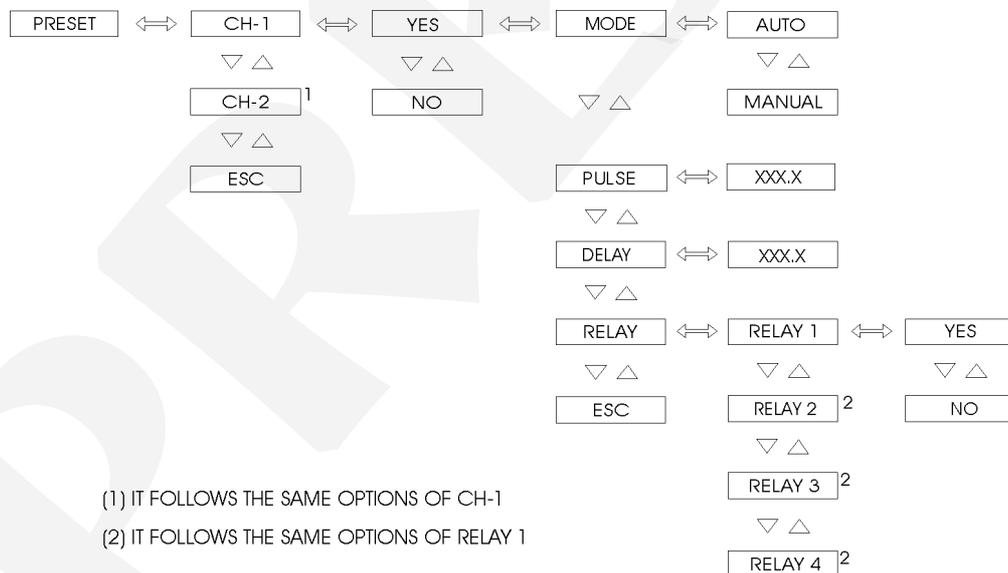 PRESET CH-1 YES MODE AUTO
CH-2 1 NO MANUAL
ESC PULSE XXX.X
DELAY XXX.X
RELAY RELAY 1 YES
ESC RELAY 2 2 NO
RELAY 3 2
(1) IT FOLLOWS THE SAME OPTIONS OF CH-1
(2) IT FOLLOWS THE SAME OPTIONS OF RELAY 1
RELAY 4 2